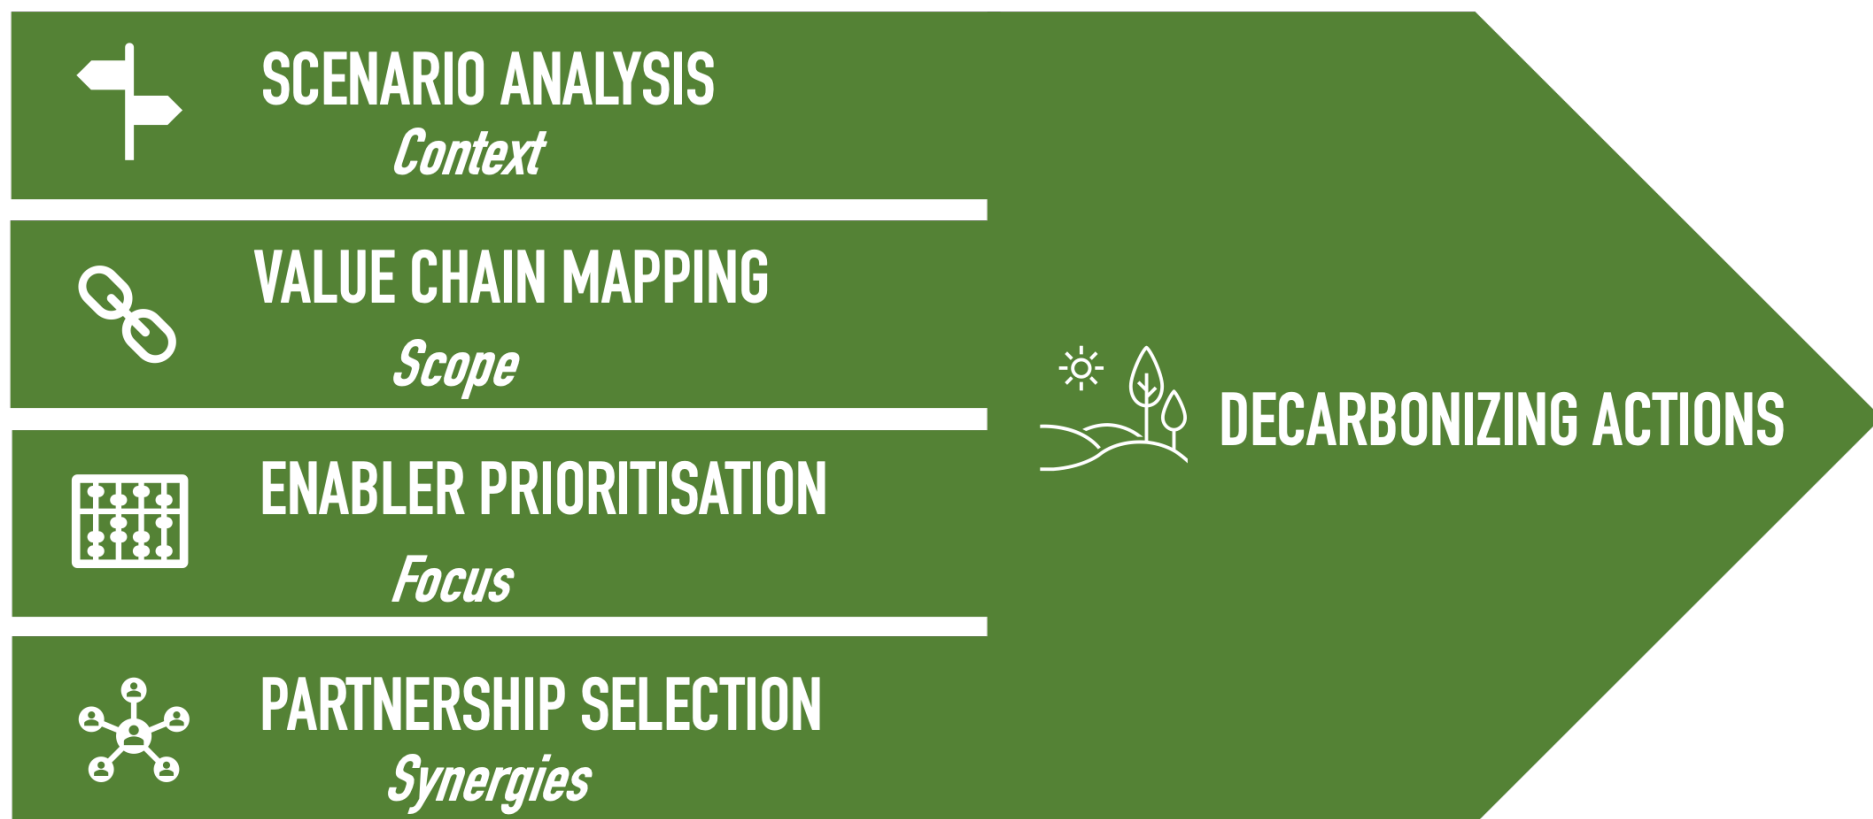 SCENARIO ANALYSIS
Context
VALUE CHAIN MAPPING
Scope
ENABLER PRIORITISATION
Focus
PARTNERSHIP SELECTION
Synergies
DECARBONIZING ACTIONS